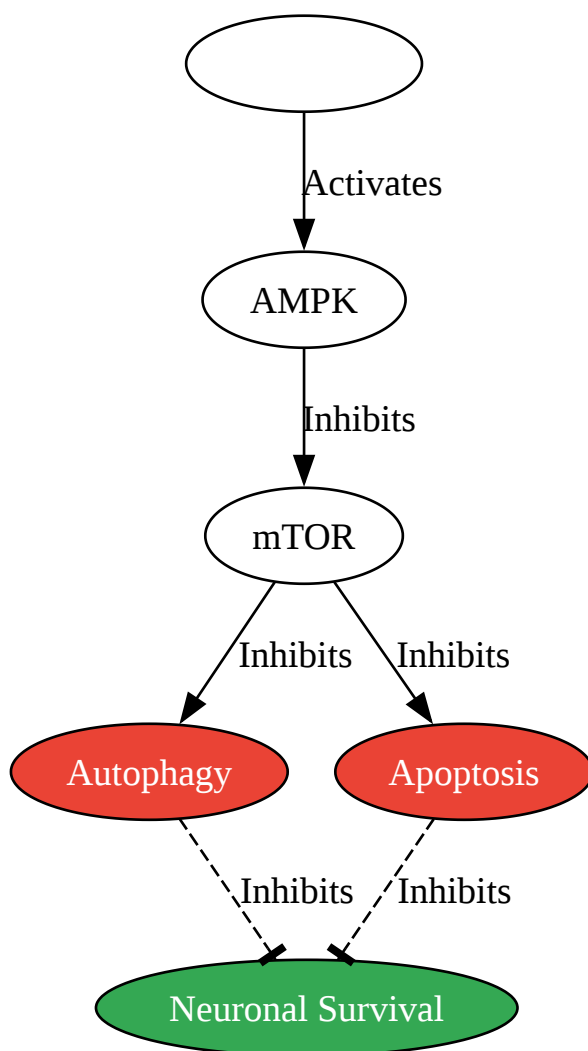 Activates
AMPK
Inhibits
mTOR
Inhibits
Inhibits
Autophagy
Apoptosis
Inhibits
Inhibits
Neuronal Survival